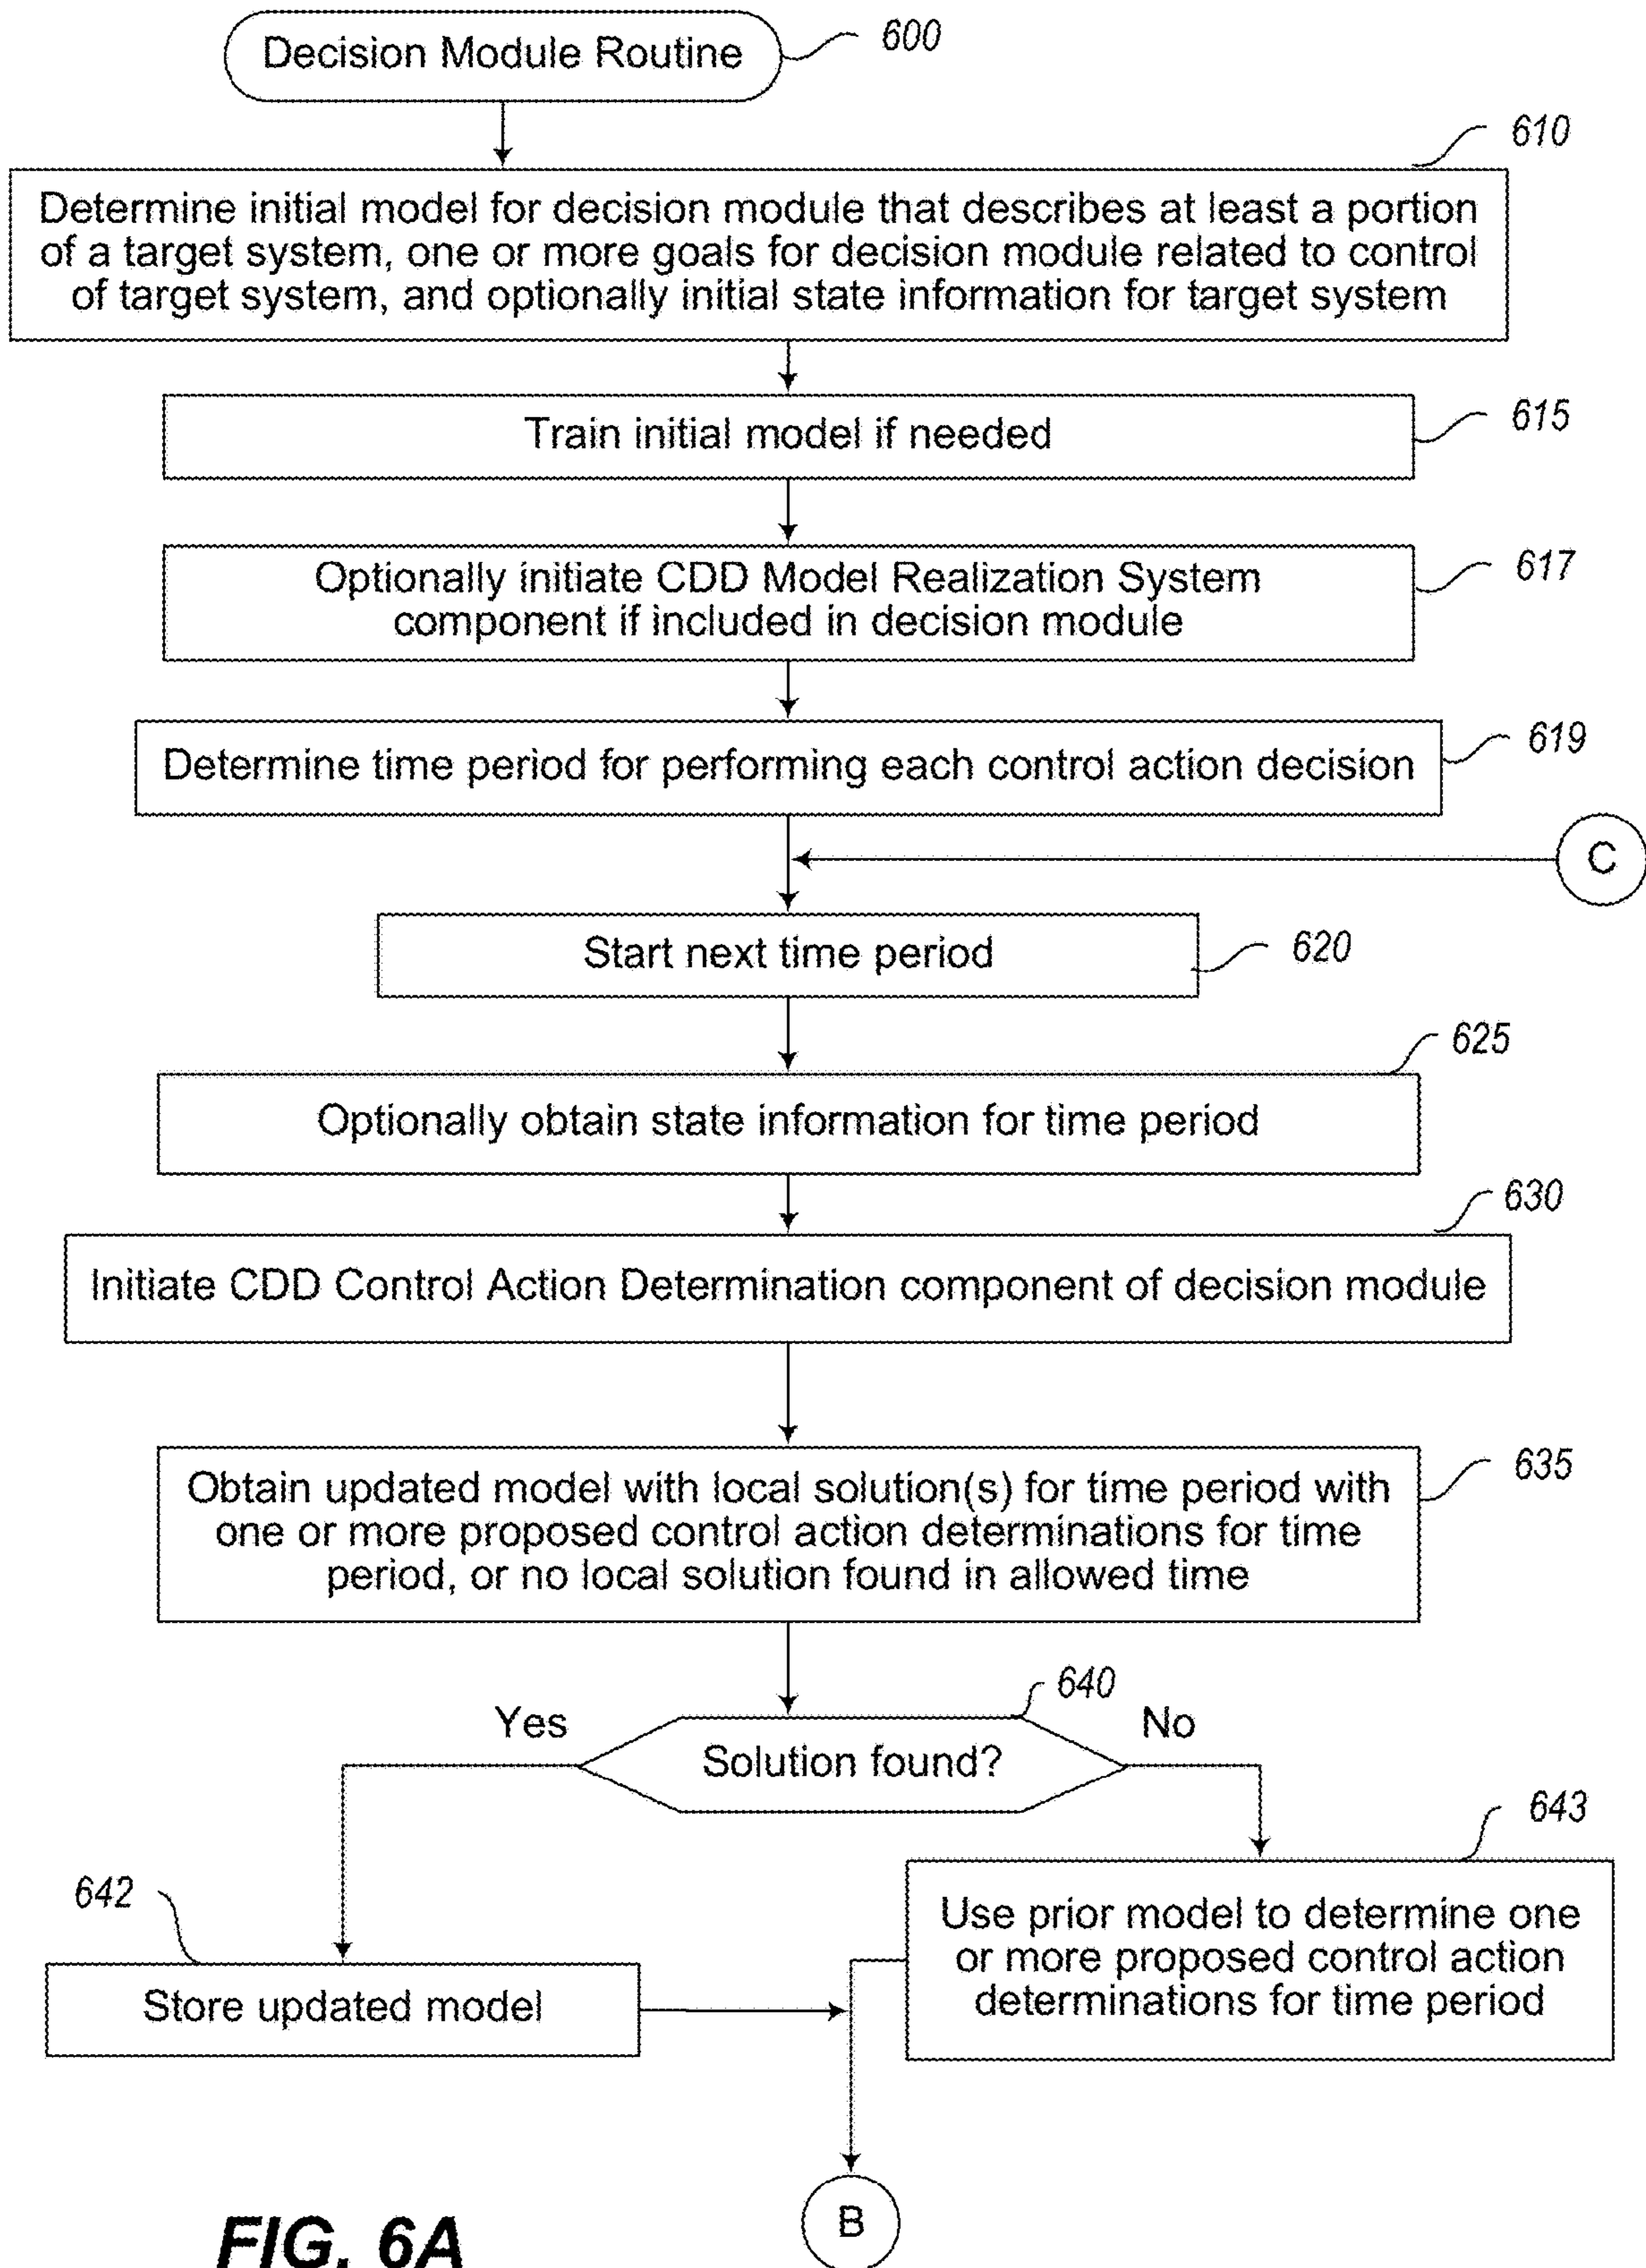 Decision Module Routine
600
610
Determine initial model for decision module that describes at least a portion
of a target system, one or more goals for decision module related to control
of target system, and optionally initial state information for target system
Train initial model if needed
615
Optionally initiate CDD Model Realization System
component if included in decision module
617
Determine time period for performing each control action decision
619
C
Start next time period
620
625
Optionally obtain state information for time period
630
Initiate CDD Control Action Determination component of decision module
Obtain updated model with local solution(s) for time period with
one or more proposed control action determinations for time
period, or no local solution found in allowed time
635
640
Yes
No
Solution found?
643
642
Use prior model to determine one
or more proposed control action
determinations for time period
Store updated model
B
FIG. 6A